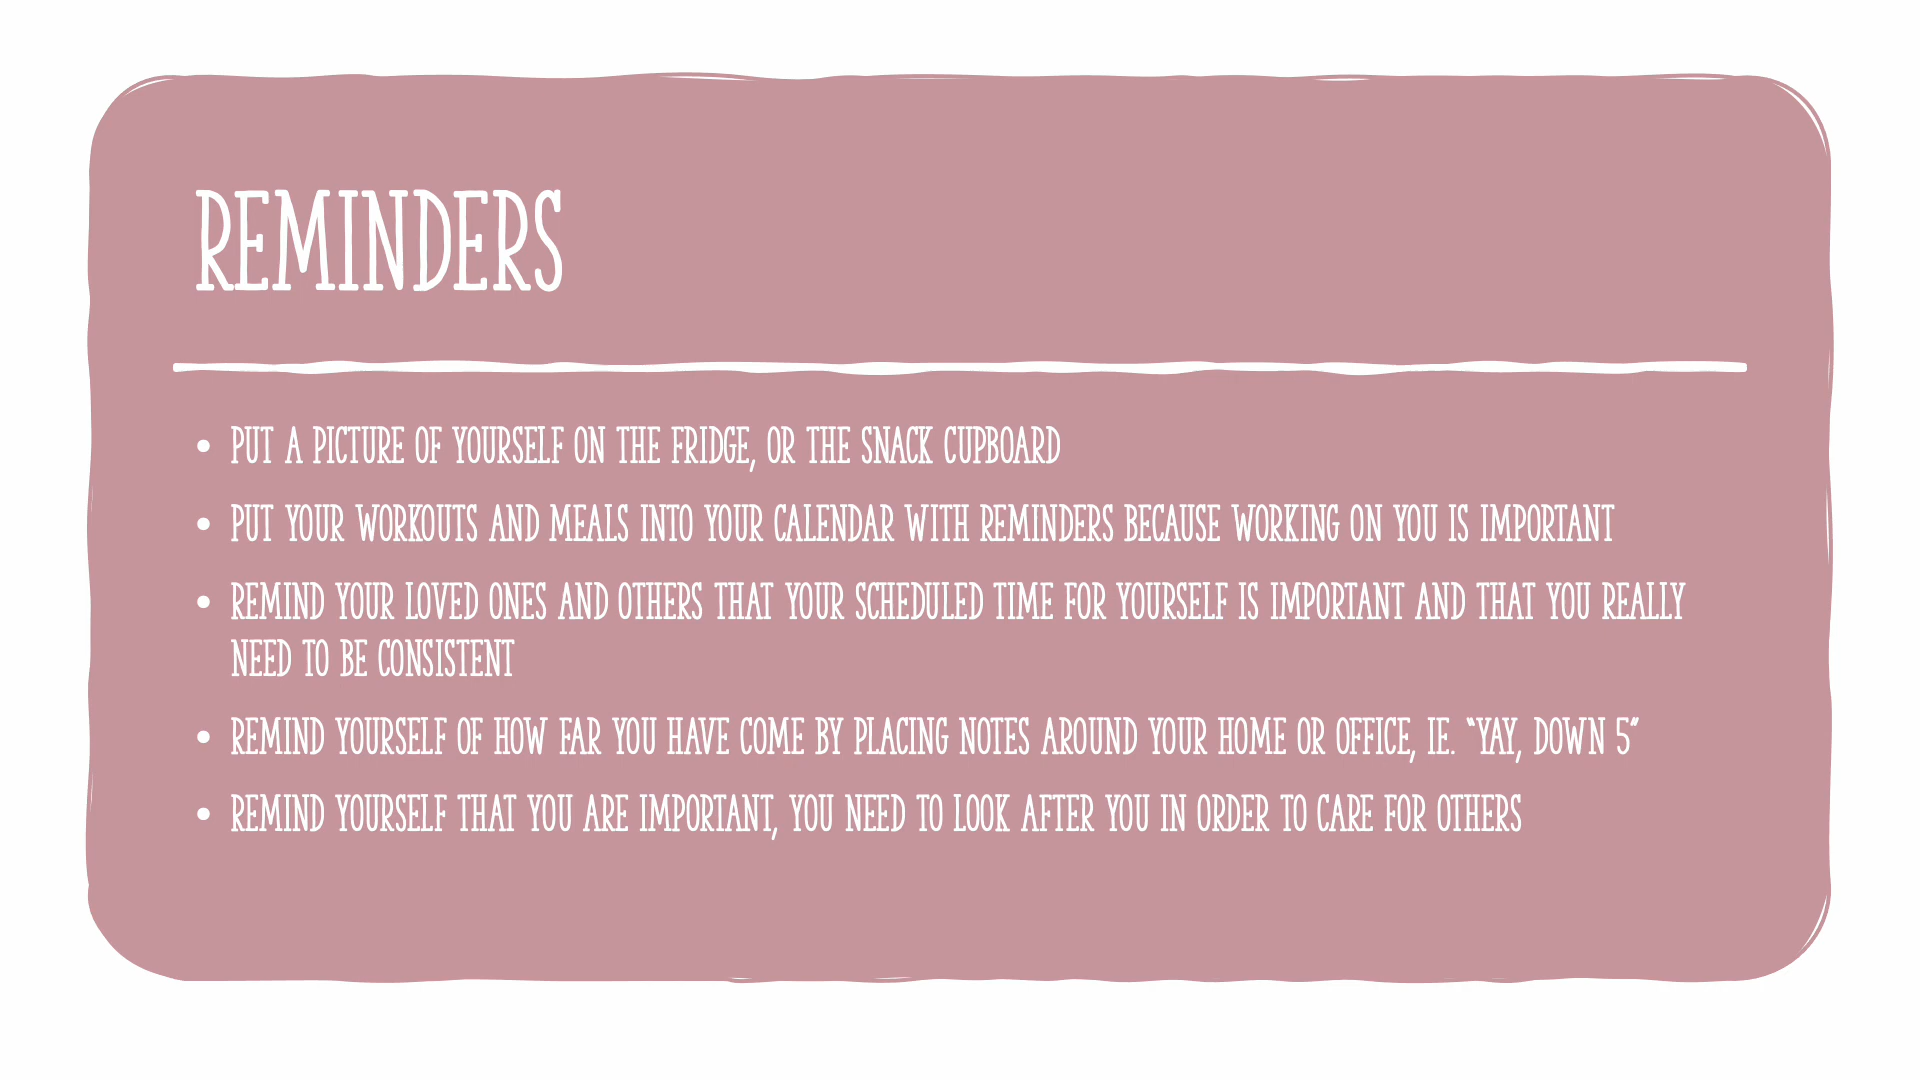 REMINDERS
• PUT A PICTURE OF YOURSELF ON THE FRIDGE, OR THE SNACK CUPBOARD
• PUT YOUR WORKOUTS AND MEALS INTO YOUR CALENDAR WITH REMINDERS BECAUSE WORKING ON YOU IS IMPORTANT
• REMIND YOUR LOVED ONES AND OTHERS THAT YOUR SCHEDULED TIME FOR YOURSELF IS IMPORTANT AND THAT YOU REALLY
NEED TO BE CONSISTENT
• REMIND YOURSELF OF HOW FAR YOU HAVE COME BY PLACING NOTES AROUND YOUR HOME OR OFFICE, IE. “YAY, DOWN 5”
• REMIND YOURSELF THAT YOU ARE IMPORTANT, YOU NEED TO LOOK AFTER YOU IN ORDER TO CARE FOR OTHERS